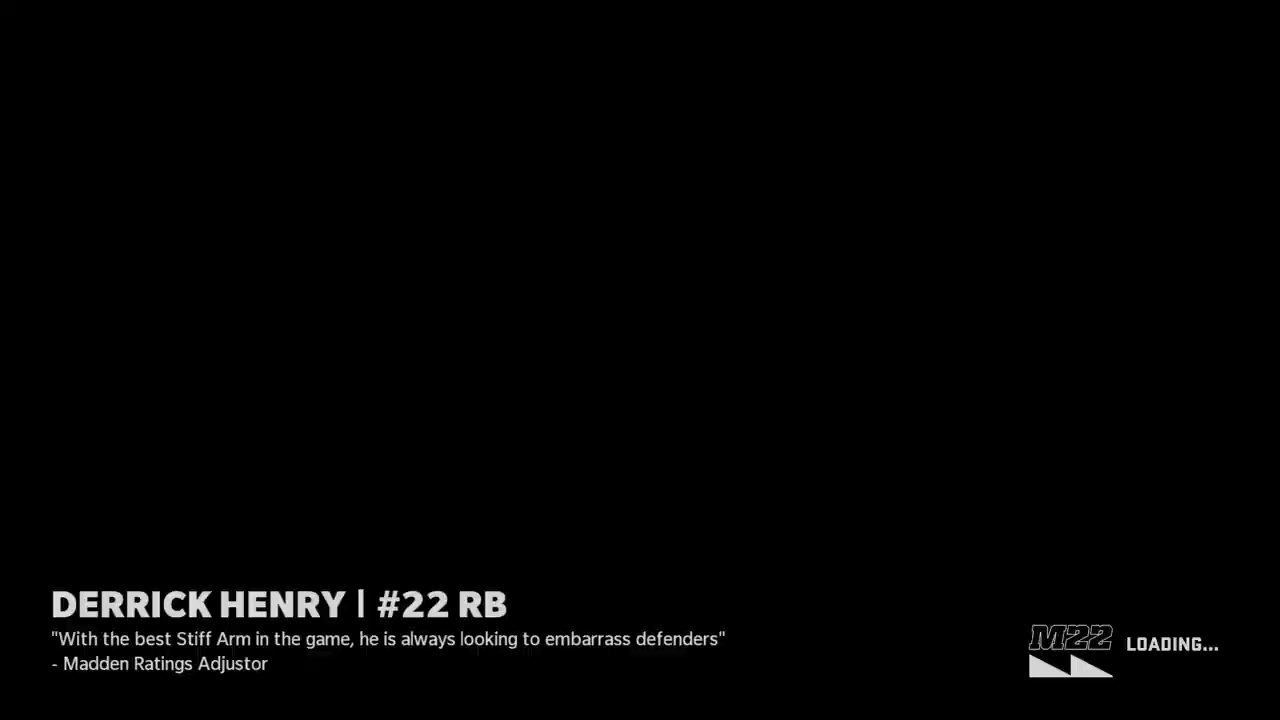 DERRICK HENRY | #22 RB
"With the best Stiff Arm in the game, he is always looking to embarrass defenders"
- Madden Ratings Adjustor
M22
LOADING...